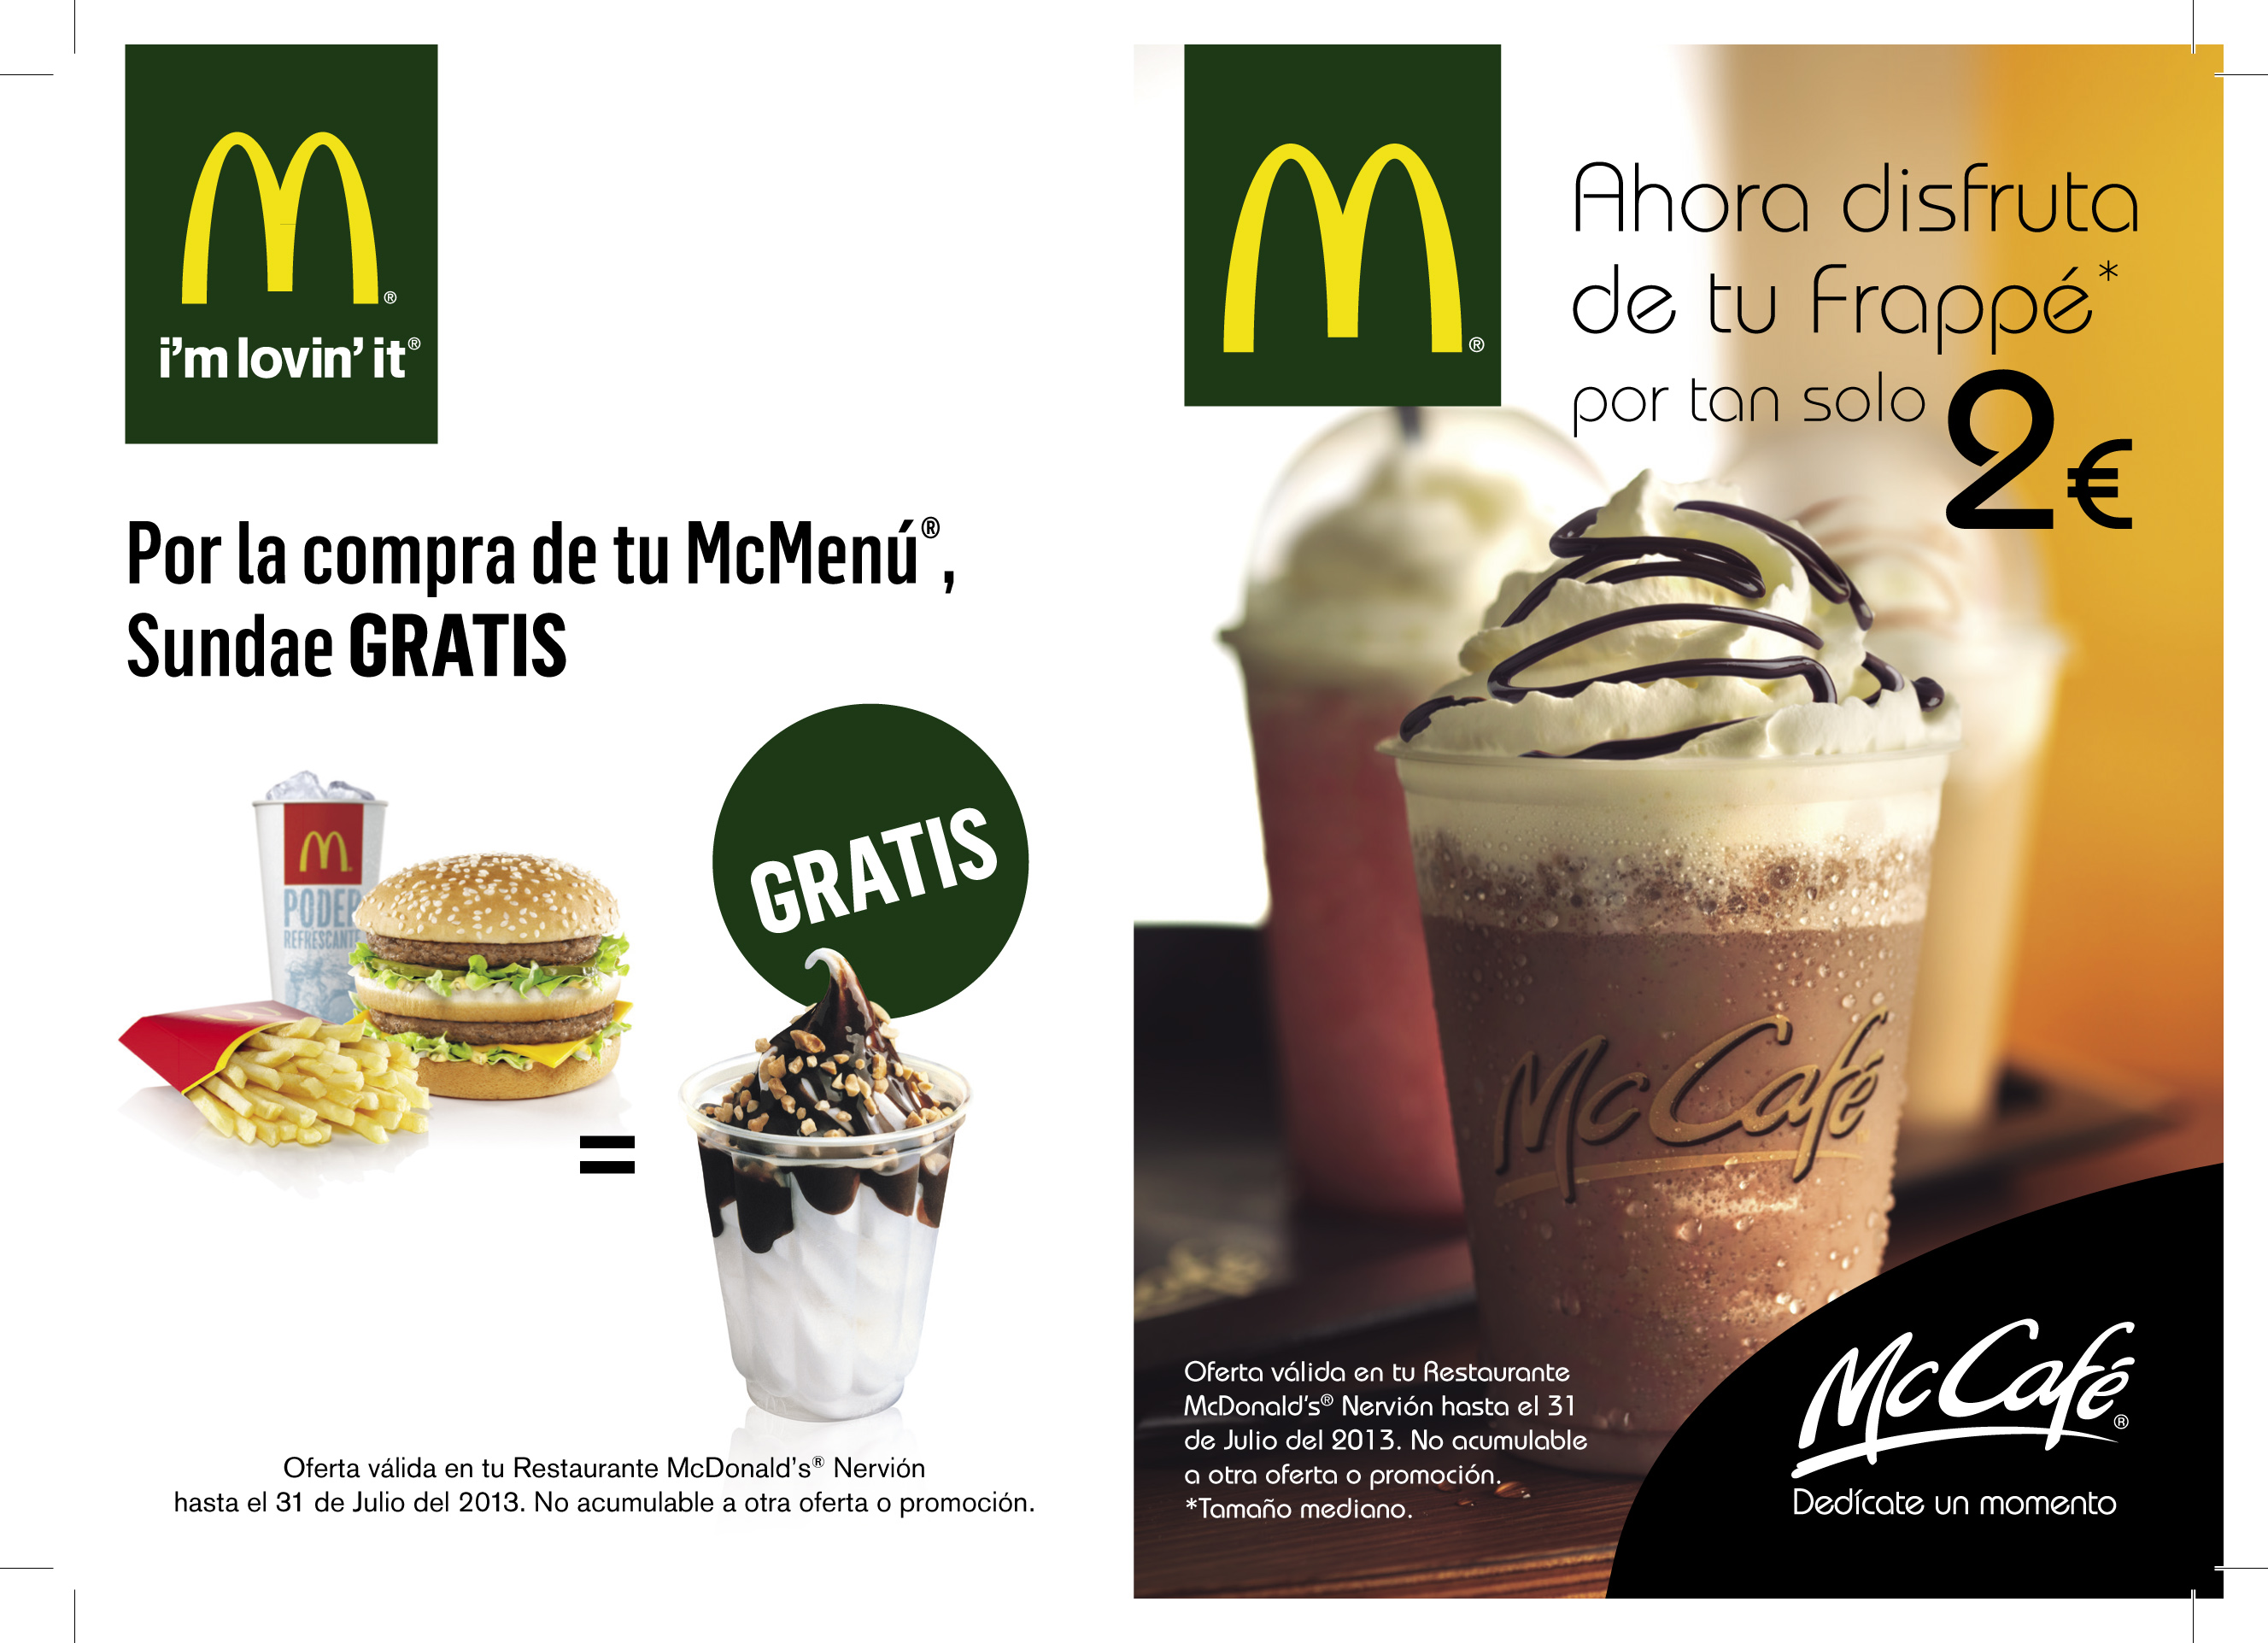 i'm lovin' it®
Por la compra de tu McMenú®,
Sundae GRATIS
GRATIS
PODER
REFRESCANTE
=
Oferta válida en tu Restaurante McDonald's® Nervión
hasta el 31 de Julio del 2013. No acumulable a otra oferta o promoción.
Ahora disfruta
de tu Frappé*
por tan solo 2€
McCafé
Oferta válida en tu Restaurante
McDonald's® Nervión hasta el 31
de Julio del 2013. No acumulable
a otra oferta o promoción.
*Tamaño mediano.
McCafé®
Dedícate un momento